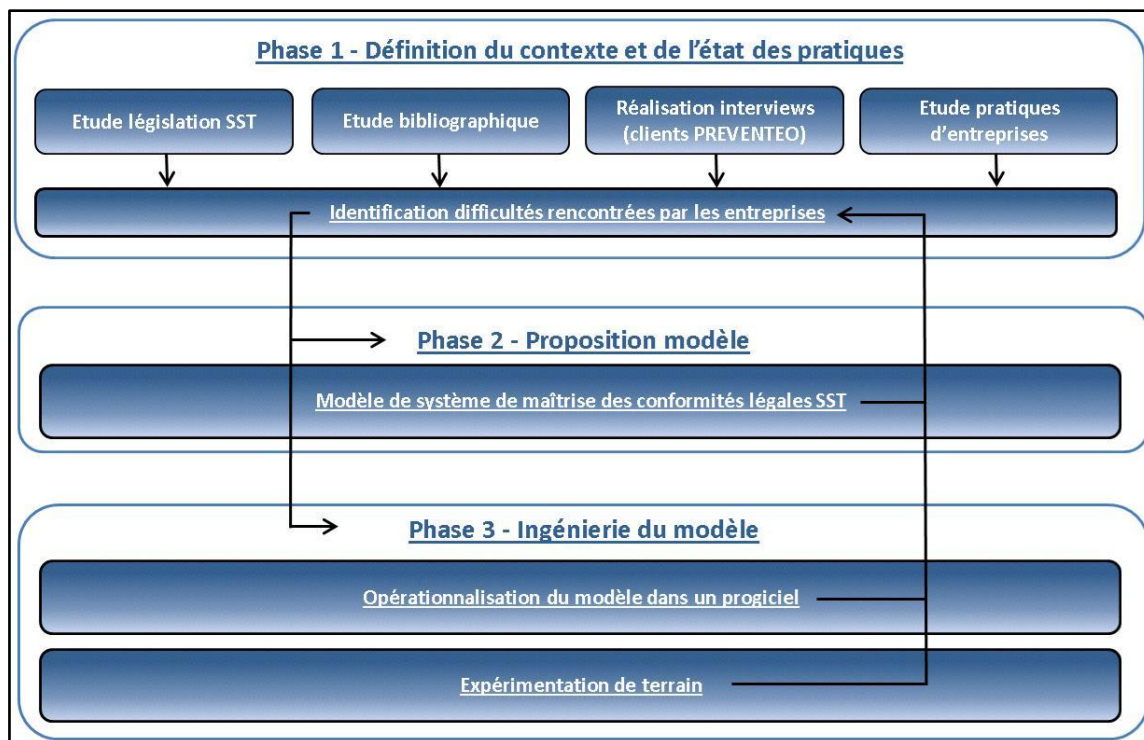 Phase 1 - Définition du contexte et de l'état des pratiques
Etude législation SST
Etude bibliographique
Réalisation interviews
(clients PREVENTEO)
Etude pratiques
d'entreprises
Identification difficultés rencontrées par les entreprises
Phase 2 - Proposition modèle
Modèle de système de maîtrise des conformités légales SST
Phase 3 - Ingénierie du modèle
Opérationnalisation du modèle dans un progiciel
Expérimentation de terrain